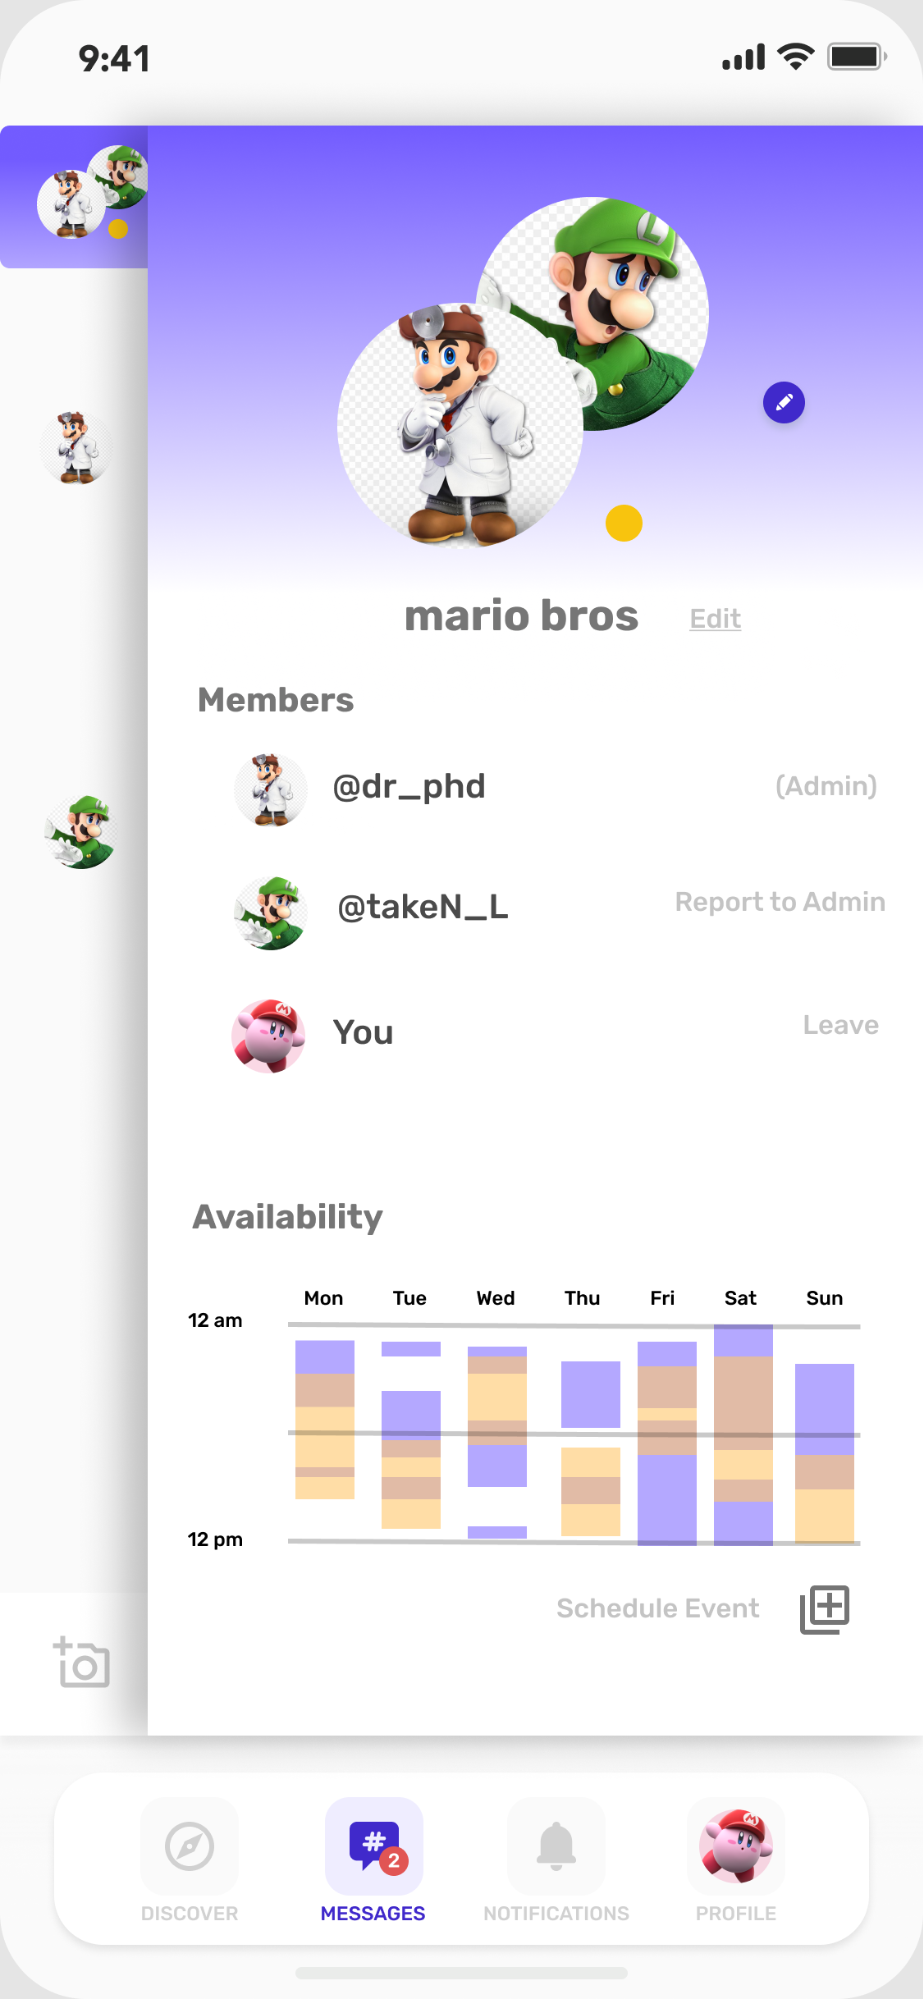 9:41
mario bros
Edit
Members
@dr_phd
(Admin)
@takeN_L
Report to Admin
You
Leave
Availability
Mon Tue Wed Thu Fri Sat Sun
12 am
12 pm
Schedule Event
#
2
DISCOVER
MESSAGES
NOTIFICATIONS
PROFILE